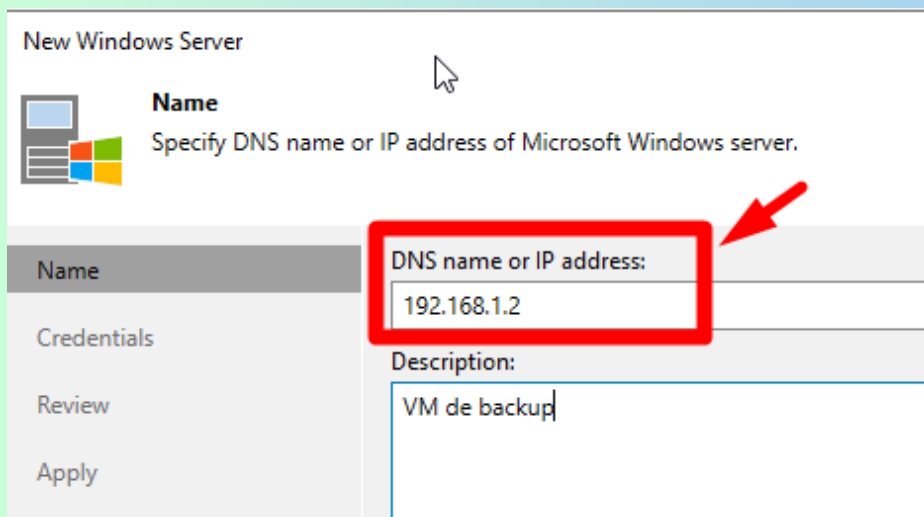 New Windows Server
Name
Specify DNS name or IP address of Microsoft Windows server.
Name
Credentials
Review
Apply
DNS name or IP address:
192.168.1.2
Description:
VM de backup